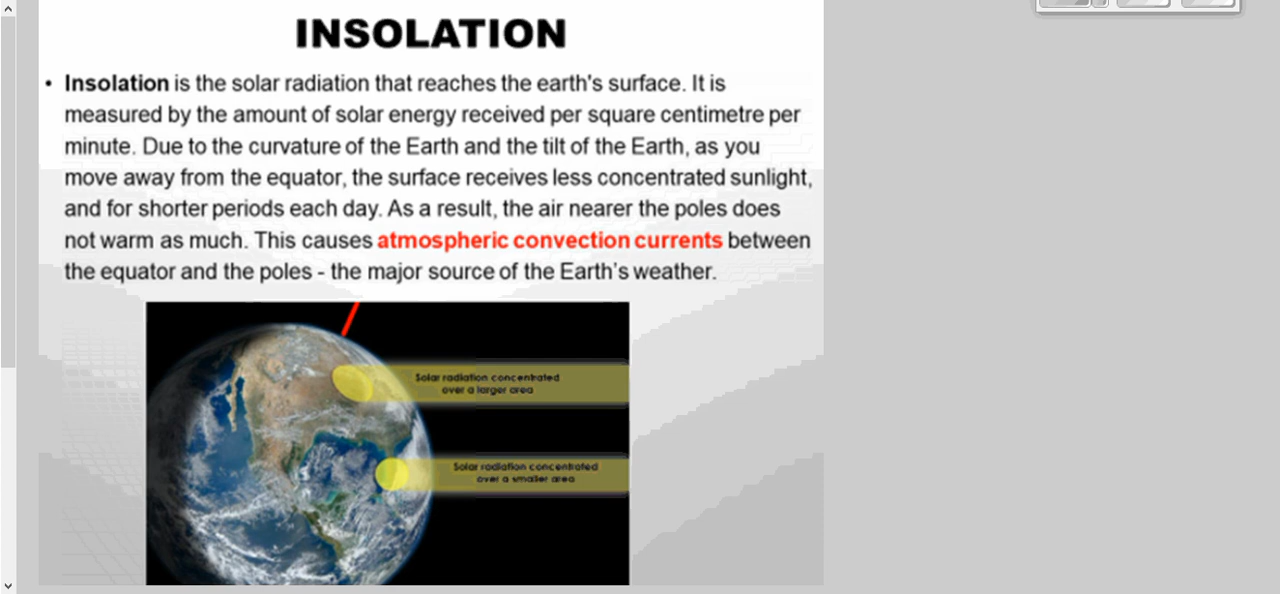 INSOLATION
• Insolation is the solar radiation that reaches the earth's surface. It is
measured by the amount of solar energy received per square centimetre per
minute. Due to the curvature of the Earth and the tilt of the Earth, as you
move away from the equator, the surface receives less concentrated sunlight,
and for shorter periods each day. As a result, the air nearer the poles does
not warm as much. This causes atmospheric convection currents between
the equator and the poles - the major source of the Earth's weather.
Solar radiation concentrated
over a larger area
Solar radiation concentrated
over a smaller area